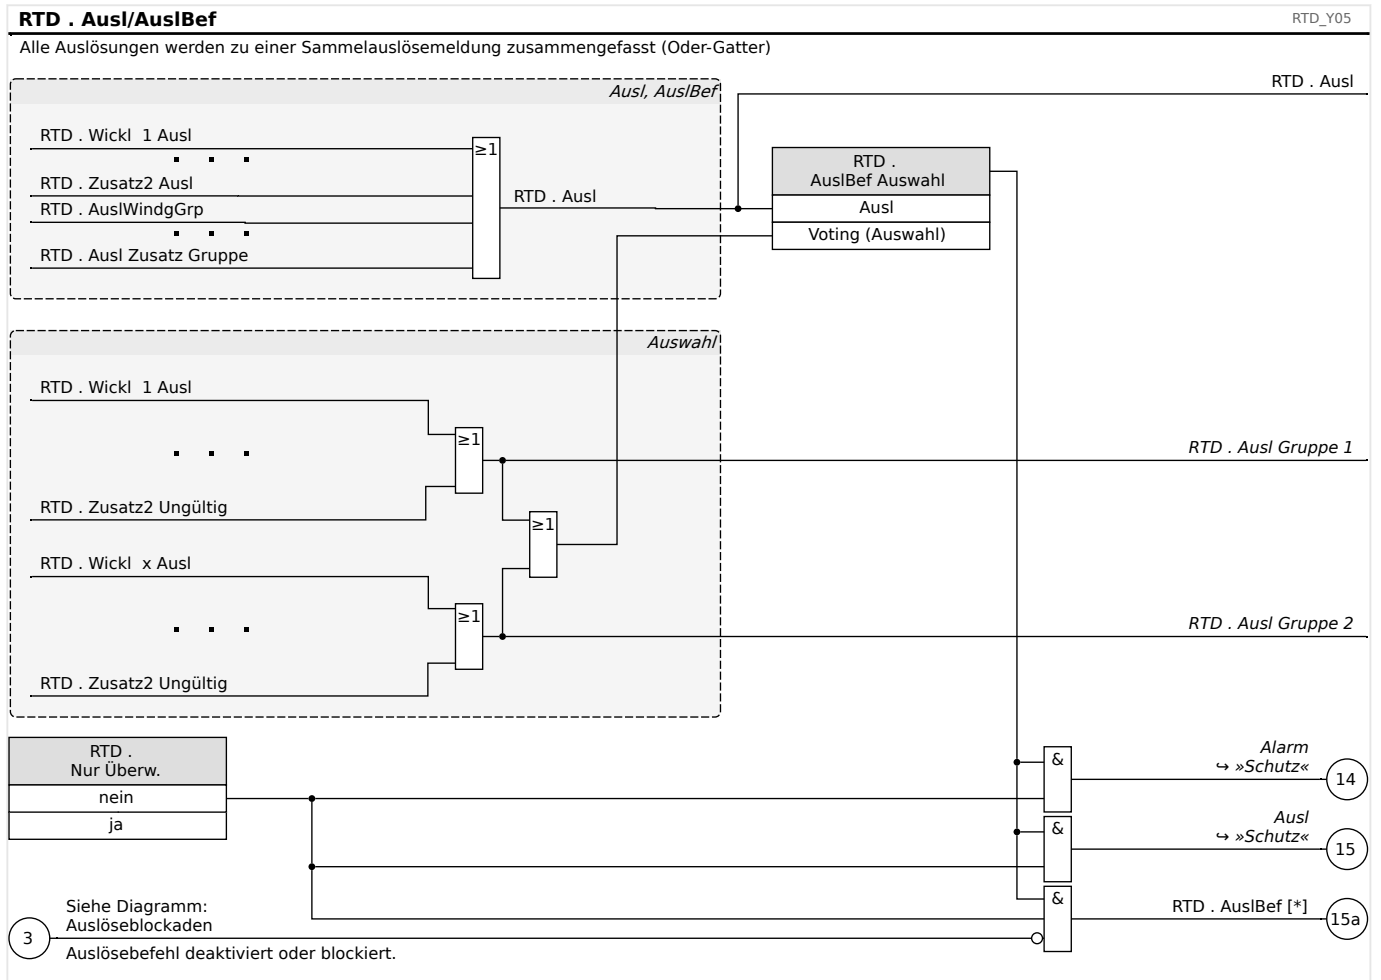 RTD . Ausl/AuslBef
RTD_Y05
Alle Auslösungen werden zu einer Sammelauslösemeldung zusammengefasst (Oder-Gatter)
Ausl, AuslBef
RTD . Ausl
RTD . Wickl 1 Ausl
≥1
RTD . Zusatz2 Ausl
RTD . AuslWindgGrp
RTD . Ausl Zusatz Gruppe
RTD . Ausl
RTD .
AuslBef Auswahl
Ausl
Voting (Auswahl)
Auswahl
RTD . Wickl 1 Ausl
≥1
RTD . Zusatz2 Ungültig
RTD . Ausl Gruppe 1
≥1
RTD . Wickl x Ausl
≥1
RTD . Zusatz2 Ungültig
RTD . Ausl Gruppe 2
RTD .
Nur Überw.
nein
ja
&
Alarm
↪ »Schutz«
14
&
Ausl
↪ »Schutz«
15
&
RTD . AuslBef [*]
15a
3
Siehe Diagramm:
Auslöseblockaden
Auslösebefehl deaktiviert oder blockiert.